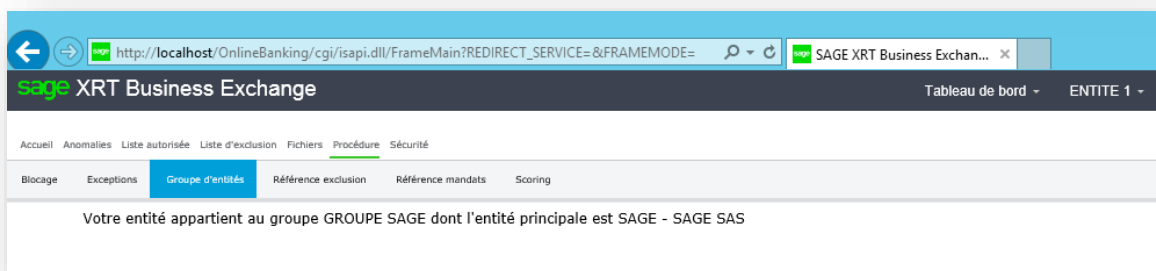 http://localhost/OnlineBanking/cgi/isapi.dll/FrameMain?REDIRECT_SERVICE=&FRAMEMODE= SAGE XRT Business Exchan...
sage XRT Business Exchange Tableau de bord ENTITE 1
Accueil Anomalies Liste autorisée Liste d'exclusion Fichiers Procédure Sécurité
Blocage Exceptions Groupe d'entités Référence exclusion Référence mandats Scoring
Votre entité appartient au groupe GROUPE SAGE dont l'entité principale est SAGE - SAGE SAS